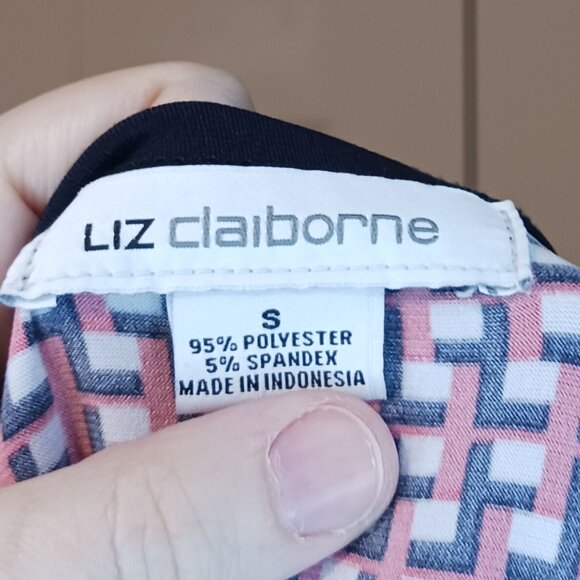 LIZ claiborne
S
95% POLYESTER
5% SPANDEX
MADE IN INDONESIA